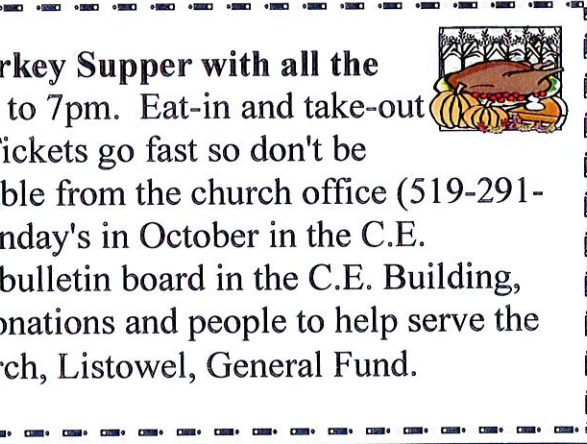 rkey Supper with all the
to 7pm. Eat-in and take-out
Tickets go fast so don't be
ble from the church office (519-291-
nday's in October in the C.E.
bulletin board in the C.E. Building,
onations and people to help serve the
rch, Listowel, General Fund.